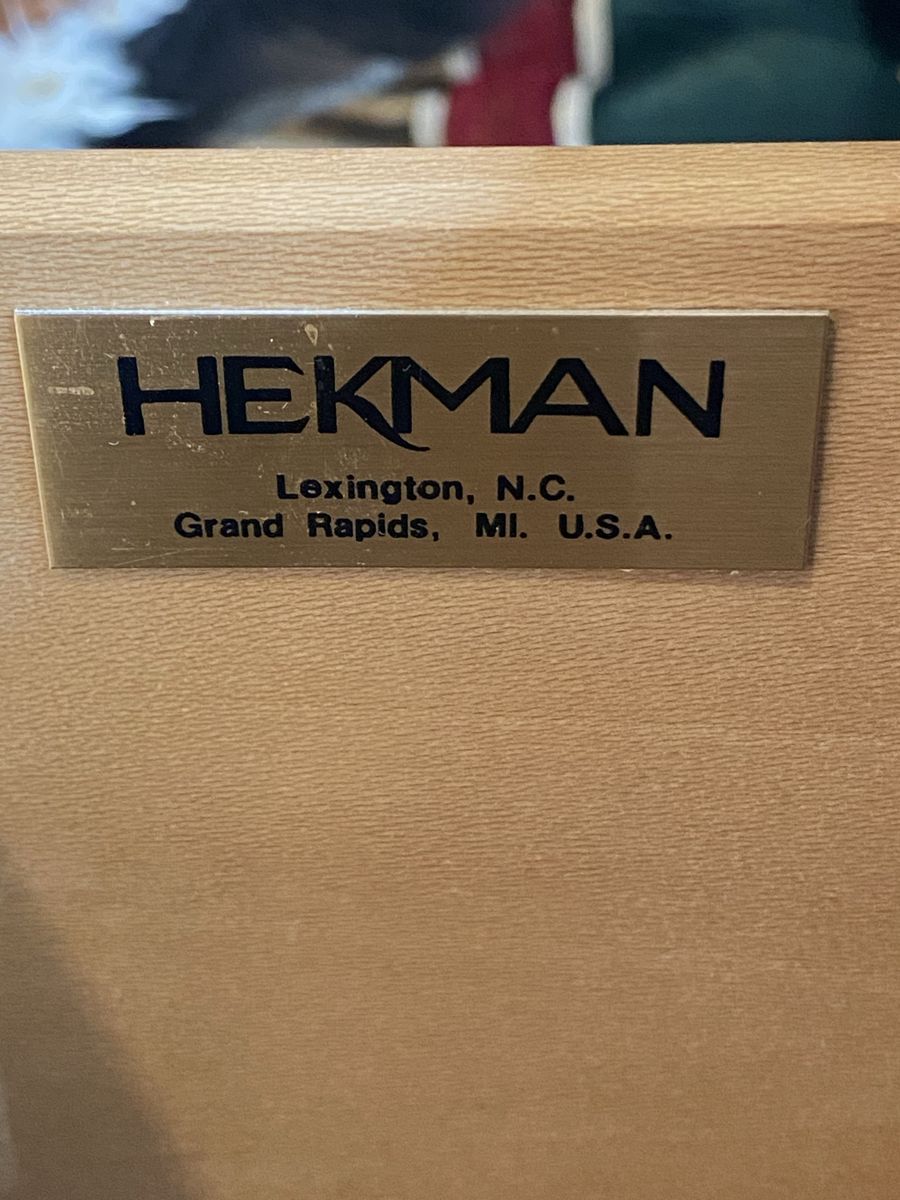 HEKMAN
Lexington, N.C.
Grand Rapids, MI. U.S.A.